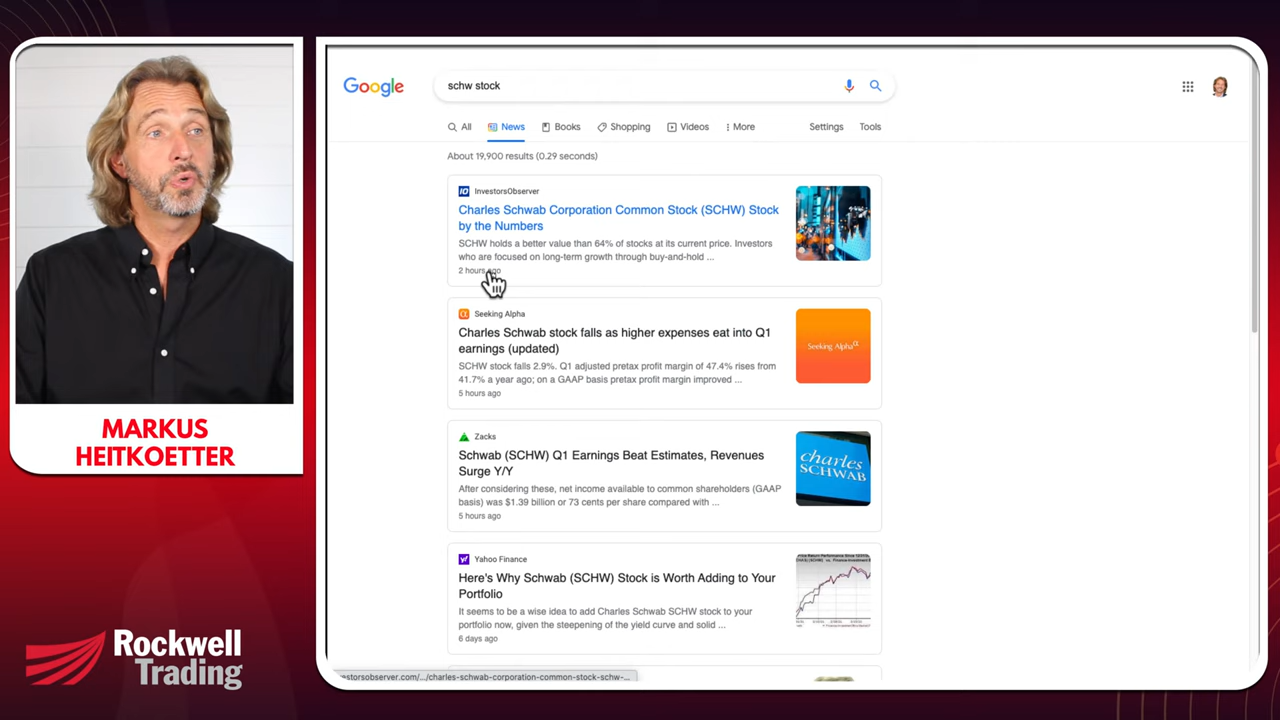 MARKUS
HEITKOETTER
Rockwell
Trading
Google
schw stock
All
News
Books
Shopping
Videos
More
Settings
Tools
About 19,900 results (0.29 seconds)
InvestorsObserver
Charles Schwab Corporation Common Stock (SCHW) Stock
by the Numbers
SCHW holds a better value than 64% of stocks at its current price. Investors
who are focused on long-term growth through buy-and-hold ...
2 hours ago
Seeking Alpha
Charles Schwab stock falls as higher expenses eat into Q1
earnings (updated)
SCHW stock falls 2.9%. Q1 adjusted pretax profit margin of 47.4% rises from
41.7% a year ago; on a GAAP basis pretax profit margin improved ...
5 hours ago
Seeking Alpha α
Zacks
Schwab (SCHW) Q1 Earnings Beat Estimates, Revenues
Surge Y/Y
After considering these, net income available to common shareholders (GAAP
basis) was $1.39 billion or 73 cents per share compared with ...
5 hours ago
charles
SCHWAB
Yahoo Finance
Here's Why Schwab (SCHW) Stock is Worth Adding to Your
Portfolio
It seems to be a wise idea to add Charles Schwab SCHW stock to your
portfolio now, given the steepening of the yield curve and solid ...
6 days ago
estorsobserver.com/.../charles-schwab-corporation-common-stock-schw-...